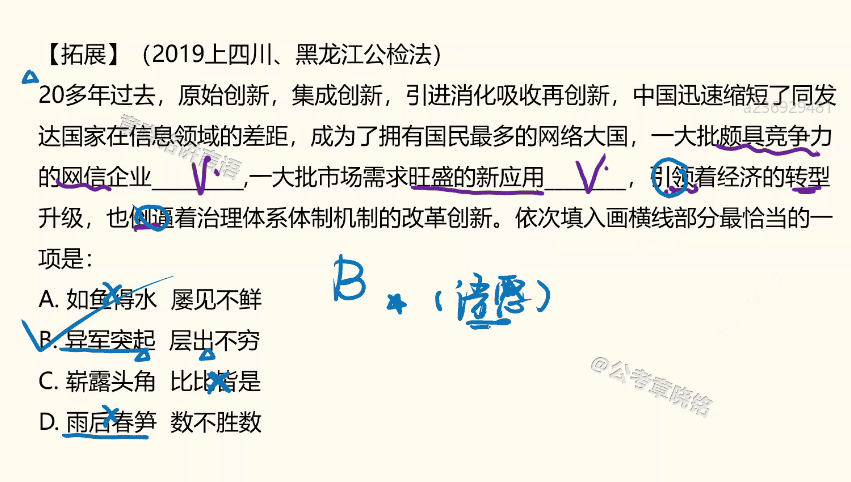 【拓展】（2019上四川、黑龙江公检法）
20多年过去，原始创新，集成创新，引进消化吸收再创新，中国迅速缩短了同发
a236929481
达国家在信息领域的差距，成为了拥有国民最多的网络大国，一大批颇具竞争力
的网信企业________,一大批市场需求旺盛的新应用________，引领着经济的转型
升级，也倒逼着治理体系体制机制的改革创新。依次填入画横线部分最恰当的一
项是：
A. 如鱼得水 屡见不鲜
B. 异军突起 层出不穷
C. 崭露头角 比比皆是
D. 雨后春笋 数不胜数
B
@公考章晓铭